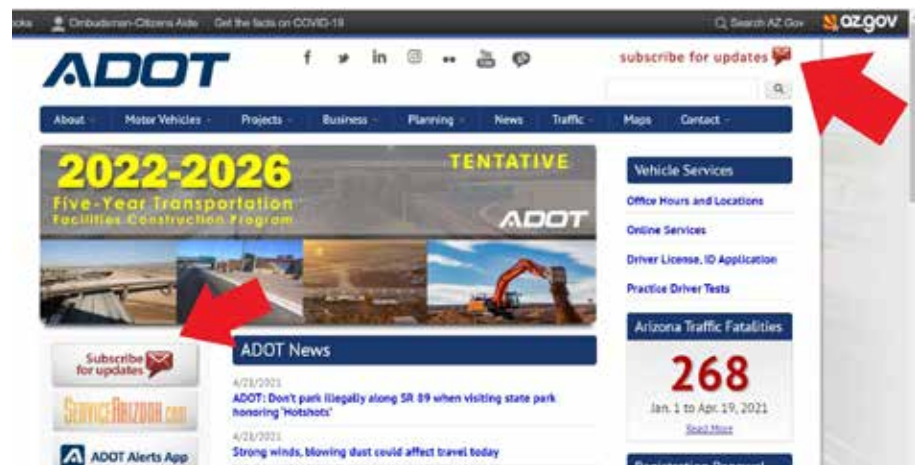 Ombudsman-Citizens Aide Get the facts on COVID-19 Search AZ.Gov az.gov
ADOT
f in You Tube
subscribe for updates
About Motor Vehicles Projects Business Planning News Traffic Maps Contact
2022-2026 TENTATIVE
Five-Year Transportation
Facilities Construction Program
ADOT
Vehicle Services
Office Hours and Locations
Online Services
Driver License, ID Application
Practice Driver Tests
Arizona Traffic Fatalities
268
Jan. 1 to Apr. 19, 2021
Read More
Subscribe
for updates
ServiceArizona.com
ADOT Alerts App
ADOT News
4/28/2021
ADOT: Don't park illegally along SR 89 when visiting state park
honoring 'Hotshots'
4/28/2021
Strong winds, blowing dust could affect travel today